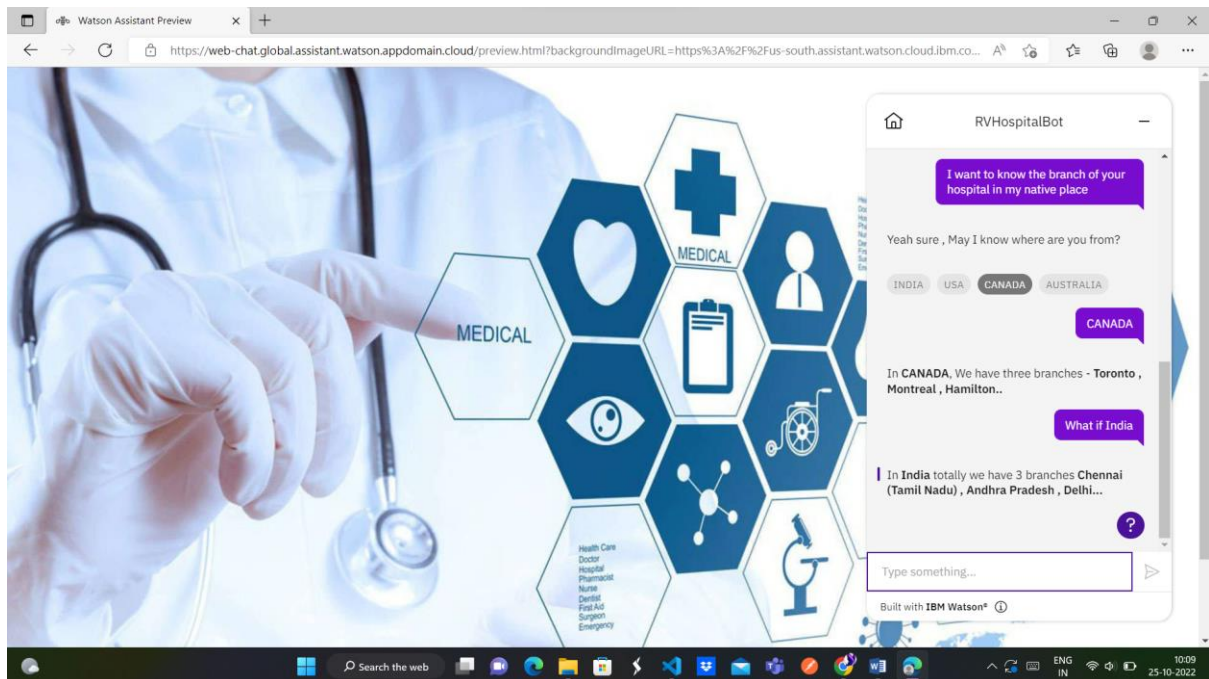 Watson Assistant Preview
https://web-chat.global.assistant.watson.appdomain.cloud/preview.html?backgroundImageURL=https%3A%2F%2Fus-south.assistant.watson.cloud.ibm.co...
RVHospitalBot
I want to know the branch of your
hospital in my native place
Yeah sure , May I know where are you from?
INDIA USA CANADA AUSTRALIA
CANADA
In CANADA, We have three branches - Toronto ,
Montreal , Hamilton..
What if India
In India totally we have 3 branches Chennai
(Tamil Nadu) , Andhra Pradesh , Delhi...
?
Type something...
Built with IBM Watson®
MEDICAL
MEDICAL
Health Care
Doctor
Hospital
Pharmacist
Nurse
Dentist
First Aid
Surgeon
Emergency
Search the web
ENG
IN
10:09
25-10-2022